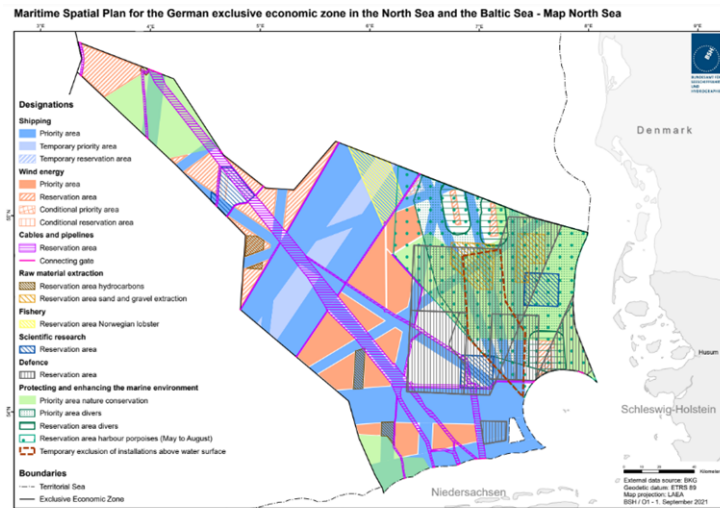 Maritime Spatial Plan for the German exclusive economic zone in the North Sea and the Baltic Sea - Map North Sea
BSH
Denmark
Designations
Shipping
Priority area
Temporary priority area
Temporary reservation area
Wind energy
Priority area
Reservation area
Conditional priority area
Conditional reservation area
Cables and pipelines
Reservation area
Connecting gate
Raw material extraction
Reservation area hydrocarbons
Reservation area sand and gravel extraction
Fishery
Reservation area Norwegian lobster
Scientific research
Reservation area
Defence
Reservation area
Protecting and enhancing the marine environment
Priority area nature conservation
Priority area divers
Reservation area divers
Reservation area harbour porpoises (May to August)
Temporary exclusion of installations above water surface
Boundaries
Territorial Sea
Exclusive Economic Zone
Husum
Schleswig-Holstein
Niedersachsen
Kilometer
External data source: BKG
Geodetic datum: ETRS 89
Map projection: LAEA
BSH / O1 - 1. September 2021